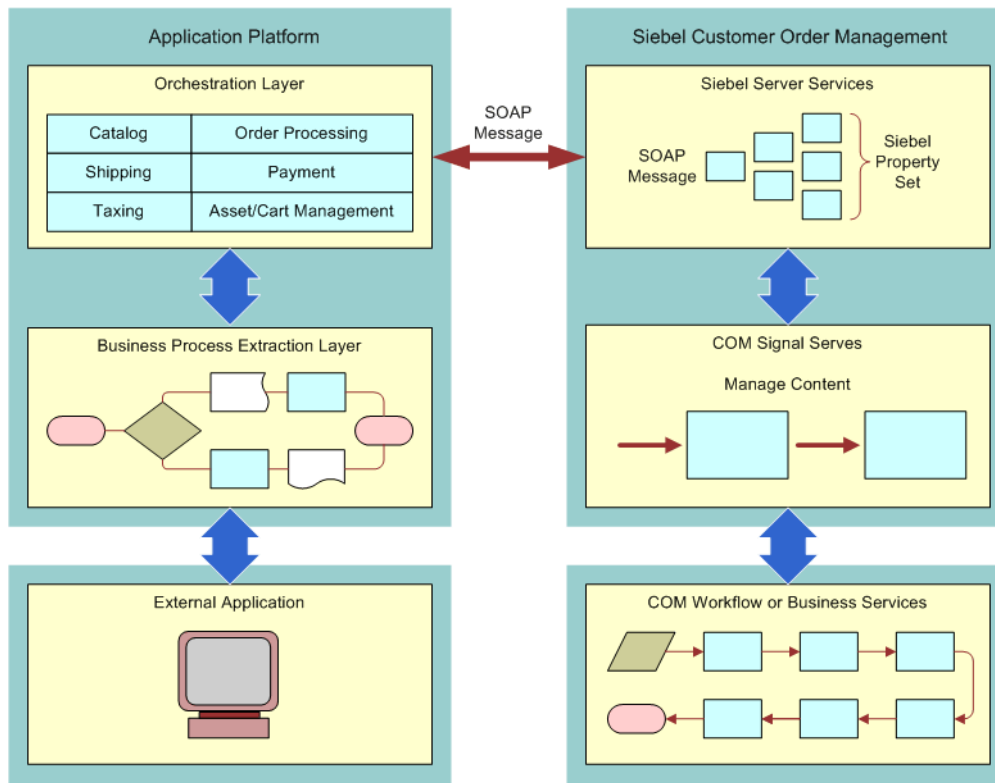 Application Platform
Orchestration Layer
Catalog
Order Processing
Shipping
Payment
Taxing
Asset/Cart Management
Business Process Extraction Layer
External Application
SOAP
Message
Siebel Customer Order Management
Siebel Server Services
SOAP
Message
Siebel
Property
Set
COM Signal Serves
Manage Content
COM Workflow or Business Services